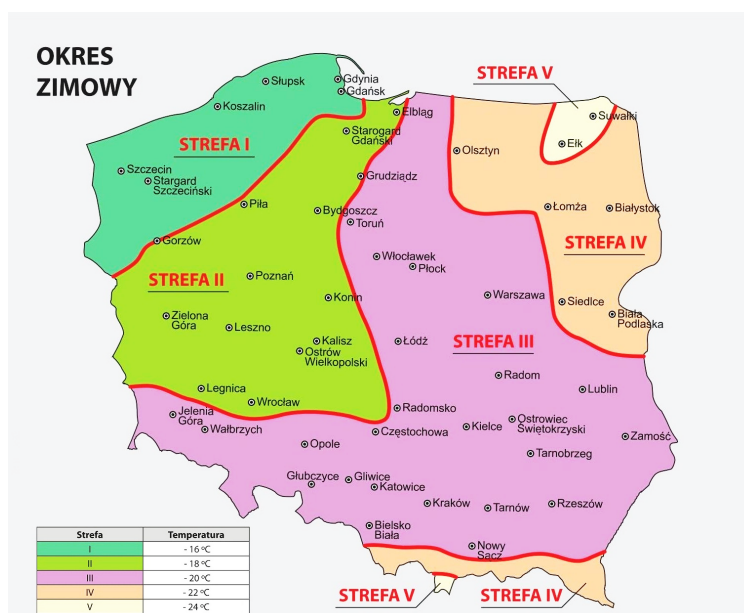 OKRES
ZIMOWY
STREFA V
Słupsk
Gdynia
Gdańsk
Koszalin
Elbląg
Suwałki
Starogard
Gdański
STREFA I
Ełk
Olsztyn
Szczecin
Stargard
Szczeciński
Grudziądz
Piła
Bydgoszcz
Toruń
Łomża
Białystok
Gorzów
STREFA IV
Włocławek
Płock
STREFA II
Poznań
Konin
Warszawa
Siedlce
Zielona
Góra
Leszno
Biała
Podlaska
Kalisz
Ostrów
Wielkopolski
Łódź
STREFA III
Radom
Legnica
Wrocław
Lublin
Jelenia
Góra
Radomsko
Wałbrzych
Częstochowa
Kielce
Ostrowiec
Świętokrzyski
Opole
Zamość
Tarnobrzeg
Głubczyce
Gliwice
Katowice
Kraków
Tarnów
Rzeszów
Bielsko
Biała
Nowy
Sącz
Strefa Temperatura
I - 16 ºC
II - 18 ºC
III - 20 ºC
IV - 22 ºC
V - 24 ºC
STREFA V STREFA IV